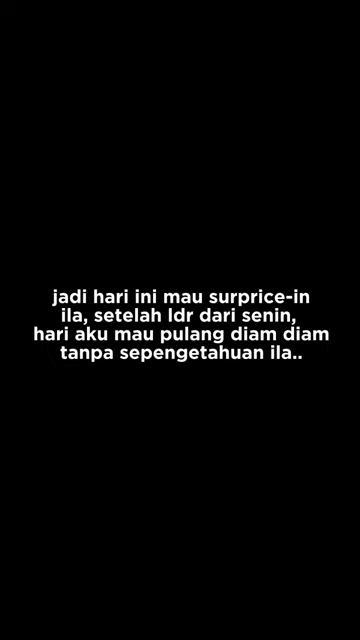 jadi hari ini mau surprice-in
ila, setelah ldr dari senin,
hari aku mau pulang diam diam
tanpa sepengetahuan ila..